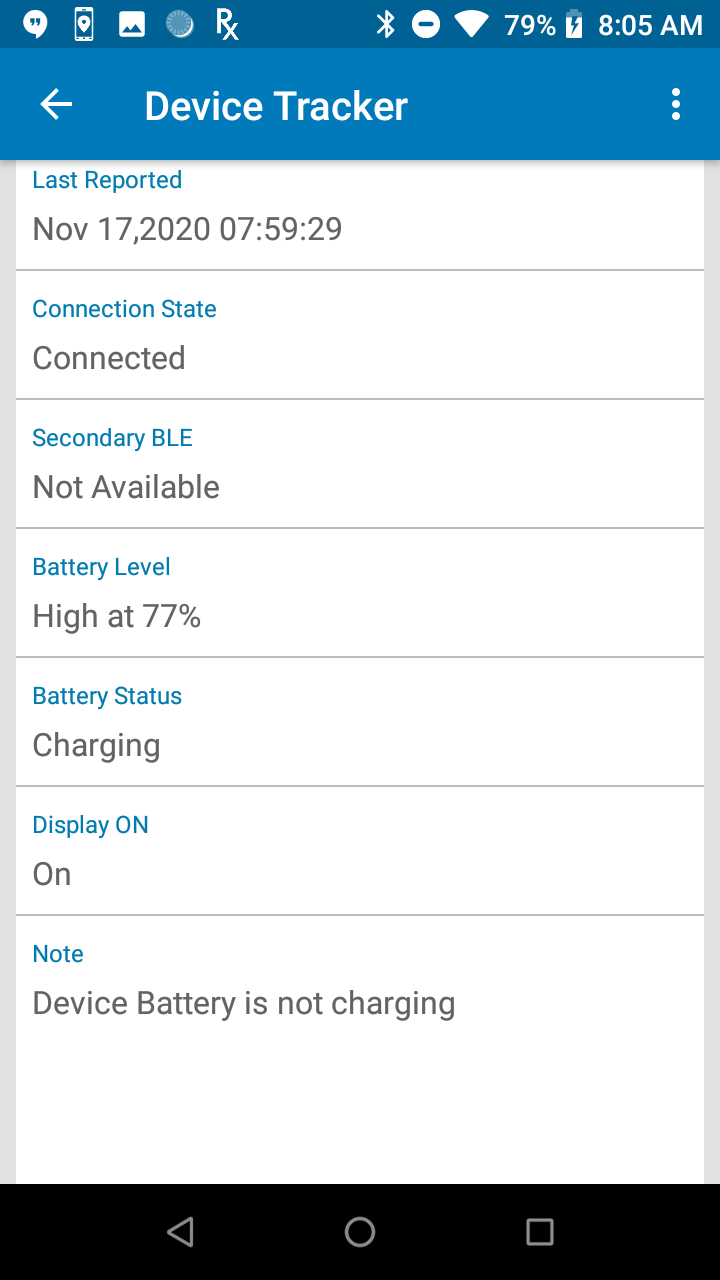 79% 8:05 AM
Device Tracker
Last Reported
Nov 17,2020 07:59:29
Connection State
Connected
Secondary BLE
Not Available
Battery Level
High at 77%
Battery Status
Charging
Display ON
On
Note
Device Battery is not charging